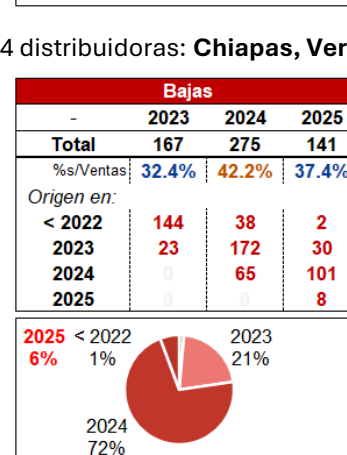 4 distribuidoras: Chiapas, Ver
Bajas
- 2023 2024 2025
Total 167 275 141
%s/Ventas 32.4% 42.2% 37.4%
Origen en:
< 2022 144 38 2
2023 23 172 30
2024 0 65 101
2025 0 0 8
2025 < 2022 2023
6% 1% 21%
2024
72%